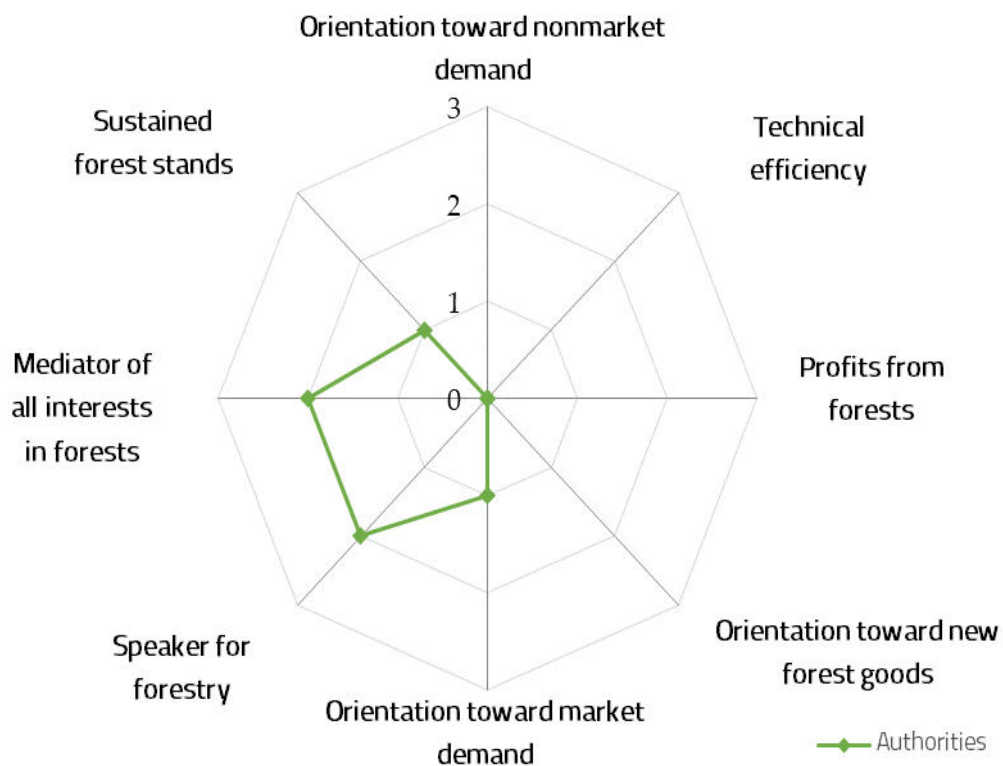 Orientation toward nonmarket
demand
Sustained
forest stands
Technical
efficiency
3
2
1
0
Mediator of
all interests
in forests
Profits from
forests
Speaker for
forestry
Orientation toward market
demand
Orientation toward new
forest goods
Authorities